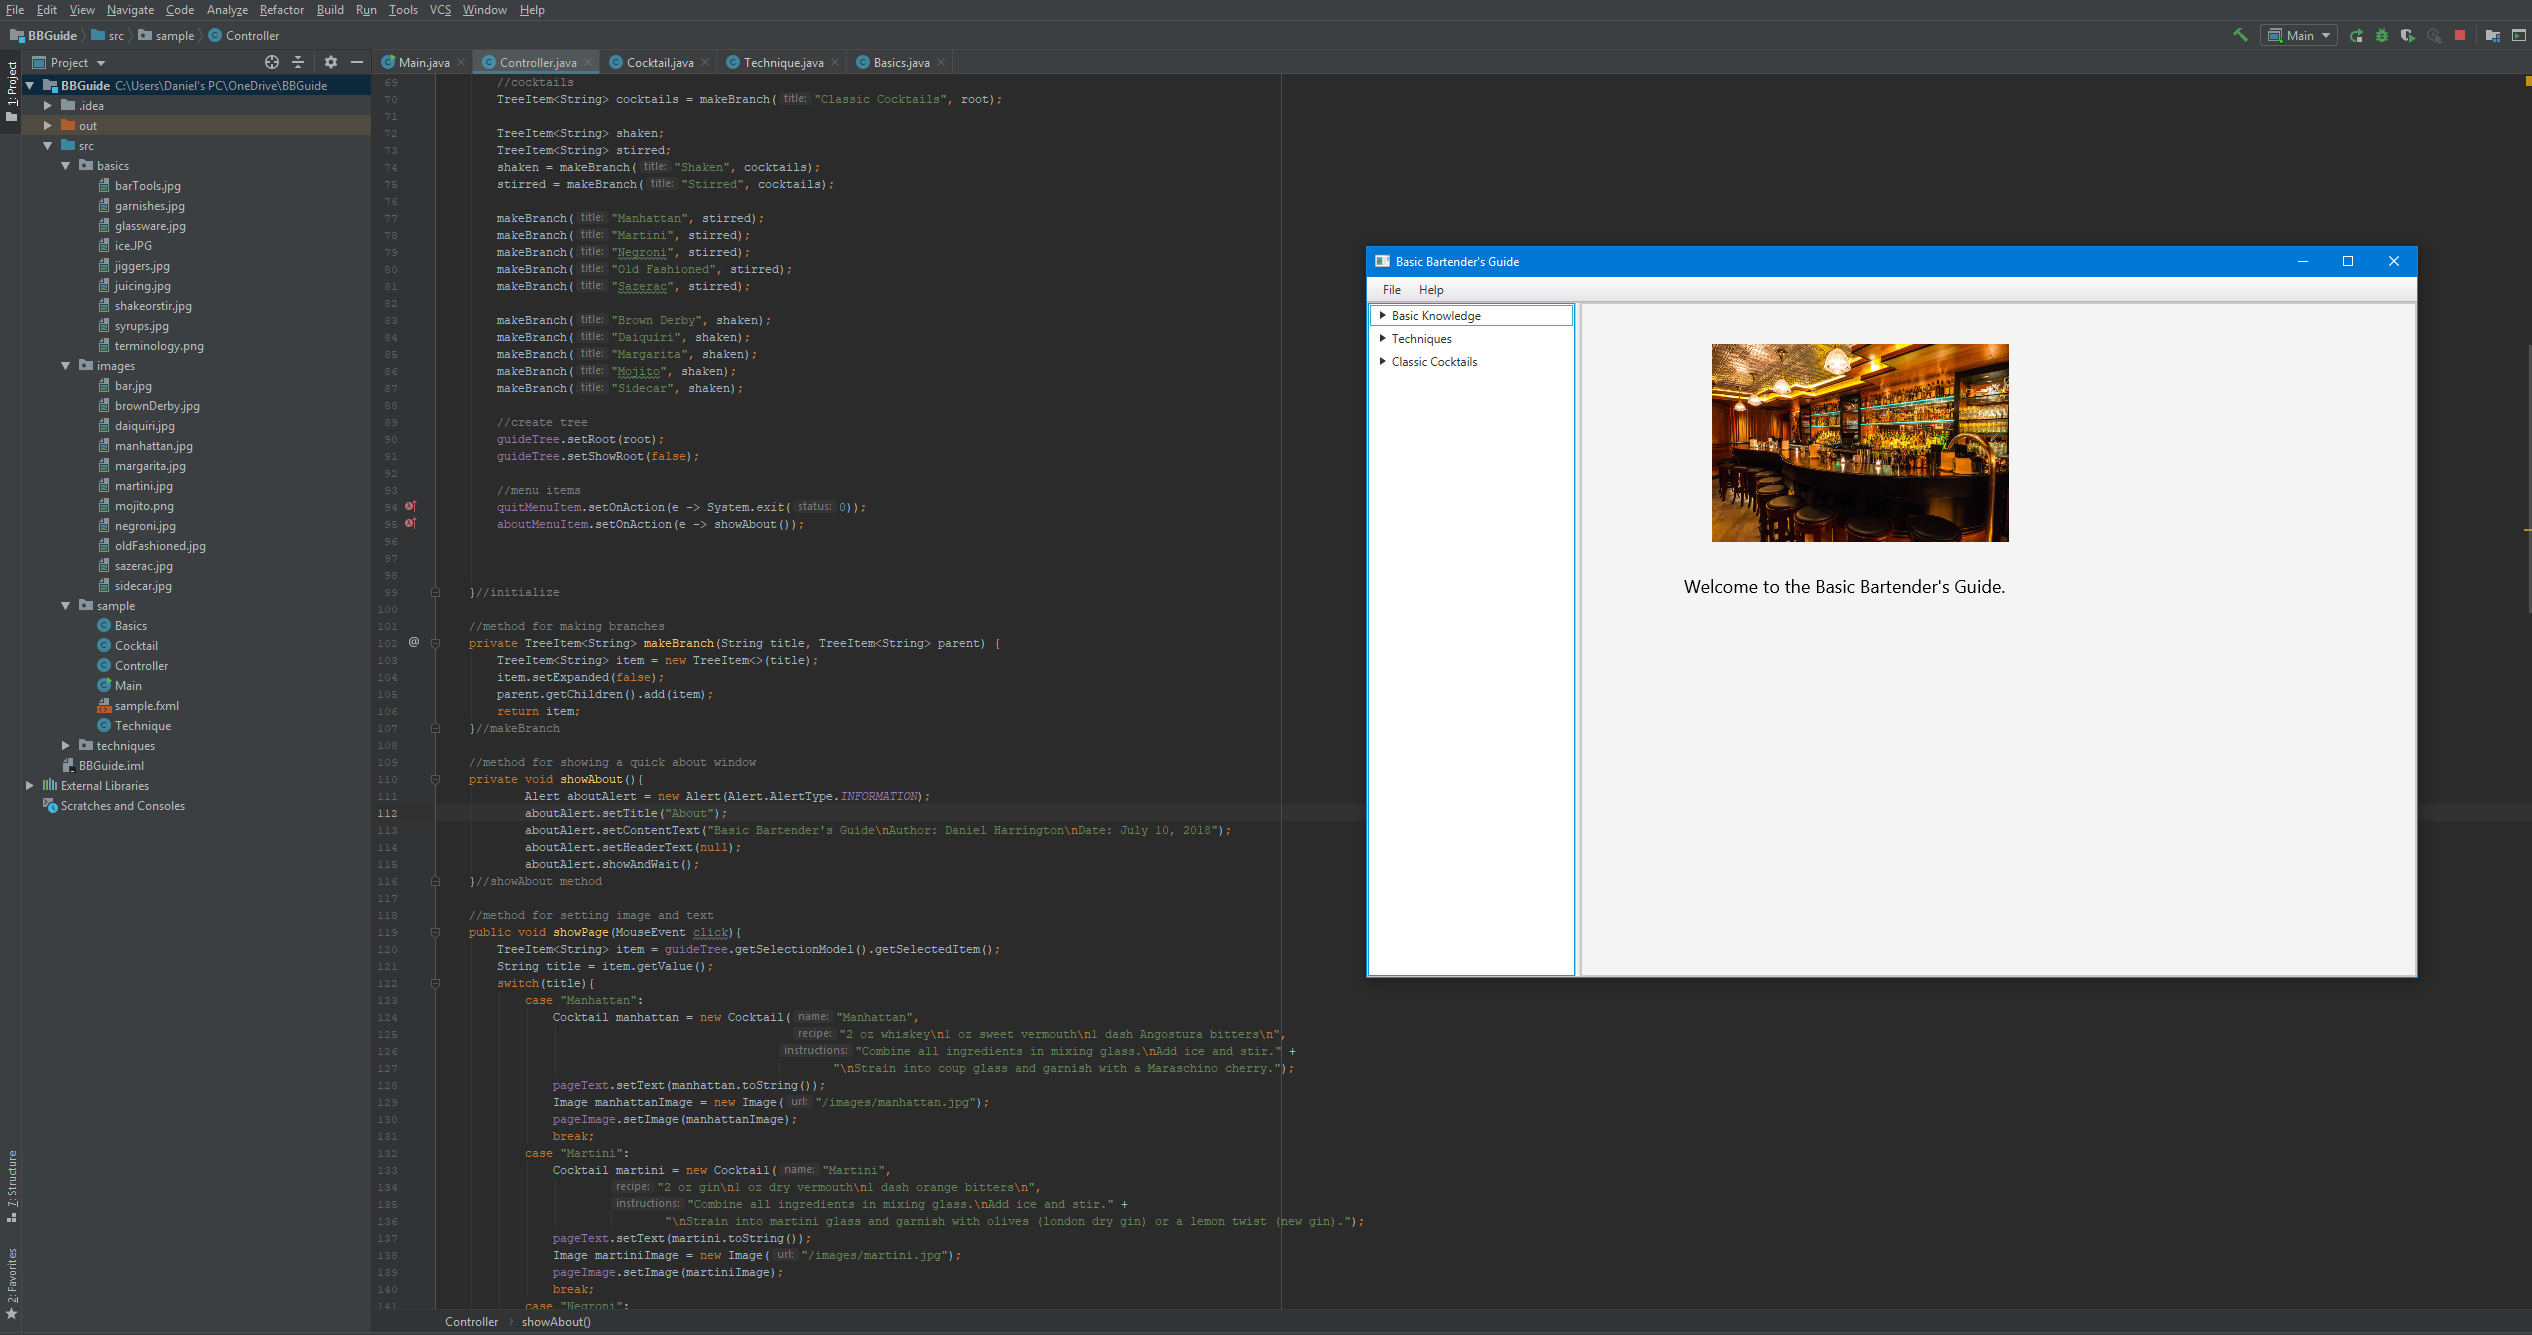 File Edit View Navigate Code Analyze Refactor Build Run Tools VCS Window Help
BBGuide src sample Controller
Main
Project
Main.java Controller.java Cocktail.java Technique.java Basics.java
1: Project
7: Structure
2: Favorites
BBGuide C:\Users\Daniel's PC\OneDrive\BBGuide
.idea
out
src
basics
barTools.jpg
garnishes.jpg
glassware.jpg
ice.JPG
jiggers.jpg
juicing.jpg
shakeorstir.jpg
syrups.jpg
terminology.png
images
bar.jpg
brownDerby.jpg
daiquiri.jpg
manhattan.jpg
margarita.jpg
martini.jpg
mojito.png
negroni.jpg
oldFashioned.jpg
sazerac.jpg
sidecar.jpg
sample
Basics
Cocktail
Controller
Main
sample.fxml
Technique
techniques
BBGuide.iml
External Libraries
Scratches and Consoles
69 //cocktails
70 TreeItem<String> cocktails = makeBranch( title: "Classic Cocktails", root);
71
72 TreeItem<String> shaken;
73 TreeItem<String> stirred;
74 shaken = makeBranch( title: "Shaken", cocktails);
75 stirred = makeBranch( title: "Stirred", cocktails);
76
77 makeBranch( title: "Manhattan", stirred);
78 makeBranch( title: "Martini", stirred);
79 makeBranch( title: "Negroni", stirred);
80 makeBranch( title: "Old Fashioned", stirred);
81 makeBranch( title: "Sazerac", stirred);
82
83 makeBranch( title: "Brown Derby", shaken);
84 makeBranch( title: "Daiquiri", shaken);
85 makeBranch( title: "Margarita", shaken);
86 makeBranch( title: "Mojito", shaken);
87 makeBranch( title: "Sidecar", shaken);
88
89 //create tree
90 guideTree.setRoot(root);
91 guideTree.setShowRoot(false);
92
93 //menu items
94 quitMenuItem.setOnAction(e -> System.exit( status: 0));
95 aboutMenuItem.setOnAction(e -> showAbout());
96
97
98
99 }//initialize
100
101 //method for making branches
102 @ private TreeItem<String> makeBranch(String title, TreeItem<String> parent) {
103 TreeItem<String> item = new TreeItem<>(title);
104 item.setExpanded(false);
105 parent.getChildren().add(item);
106 return item;
107 }//makeBranch
108
109 //method for showing a quick about window
110 private void showAbout(){
111 Alert aboutAlert = new Alert(Alert.AlertType.INFORMATION);
112 aboutAlert.setTitle("About");
113 aboutAlert.setContentText("Basic Bartender's Guide\nAuthor: Daniel Harrington\nDate: July 10, 2018");
114 aboutAlert.setHeaderText(null);
115 aboutAlert.showAndWait();
116 }//showAbout method
117
118 //method for setting image and text
119 public void showPage(MouseEvent click){
120 TreeItem<String> item = guideTree.getSelectionModel().getSelectedItem();
121 String title = item.getValue();
122 switch(title){
123 case "Manhattan":
124 Cocktail manhattan = new Cocktail( name: "Manhattan",
125 recipe: "2 oz whiskey\n1 oz sweet vermouth\n1 dash Angostura bitters\n",
126 instructions: "Combine all ingredients in mixing glass.\nAdd ice and stir." +
127 "\nStrain into coup glass and garnish with a Maraschino cherry.");
128 pageText.setText(manhattan.toString());
129 Image manhattanImage = new Image( url: "/images/manhattan.jpg");
130 pageImage.setImage(manhattanImage);
131 break;
132 case "Martini":
133 Cocktail martini = new Cocktail( name: "Martini",
134 recipe: "2 oz gin\n1 oz dry vermouth\n1 dash orange bitters\n",
135 instructions: "Combine all ingredients in mixing glass.\nAdd ice and stir." +
136 "\nStrain into martini glass and garnish with olives (london dry gin) or a lemon twist (new gin).");
137 pageText.setText(martini.toString());
138 Image martiniImage = new Image( url: "/images/martini.jpg");
139 pageImage.setImage(martiniImage);
140 break;
141 case "Negroni":
Controller showAbout()
Basic Bartender's Guide
File Help
Basic Knowledge
Techniques
Classic Cocktails
Welcome to the Basic Bartender's Guide.